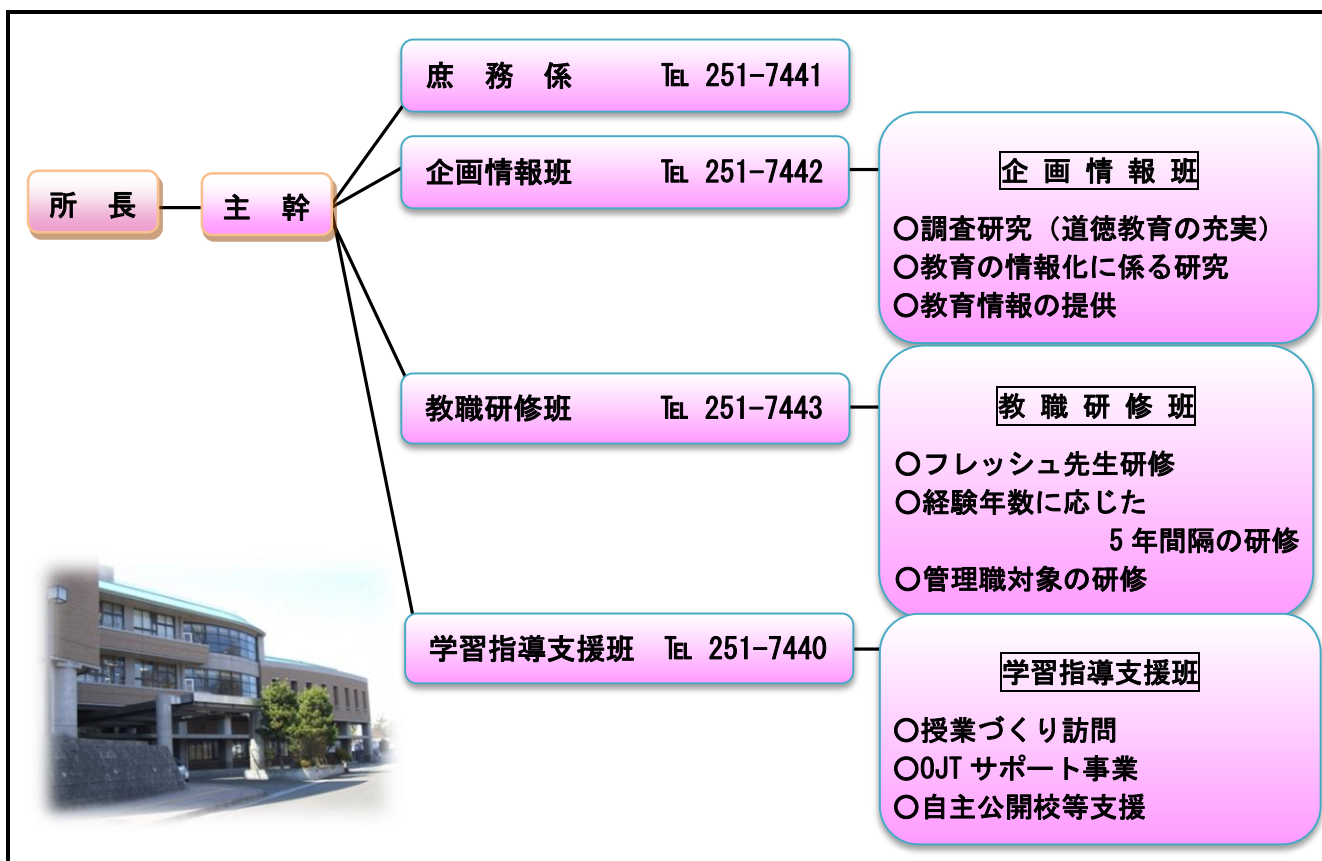 所　長
主　幹
庶　務　係　　　℡ 251-7441
企画情報班　　　℡ 251-7442
企 画 情 報 班
○調査研究（道徳教育の充実）
○教育の情報化に係る研究
○教育情報の提供
教職研修班　　　℡ 251-7443
教 職 研 修 班
○フレッシュ先生研修
○経験年数に応じた
5 年間隔の研修
○管理職対象の研修
学習指導支援班　℡ 251-7440
学習指導支援班
○授業づくり訪問
○OJT サポート事業
○自主公開校等支援